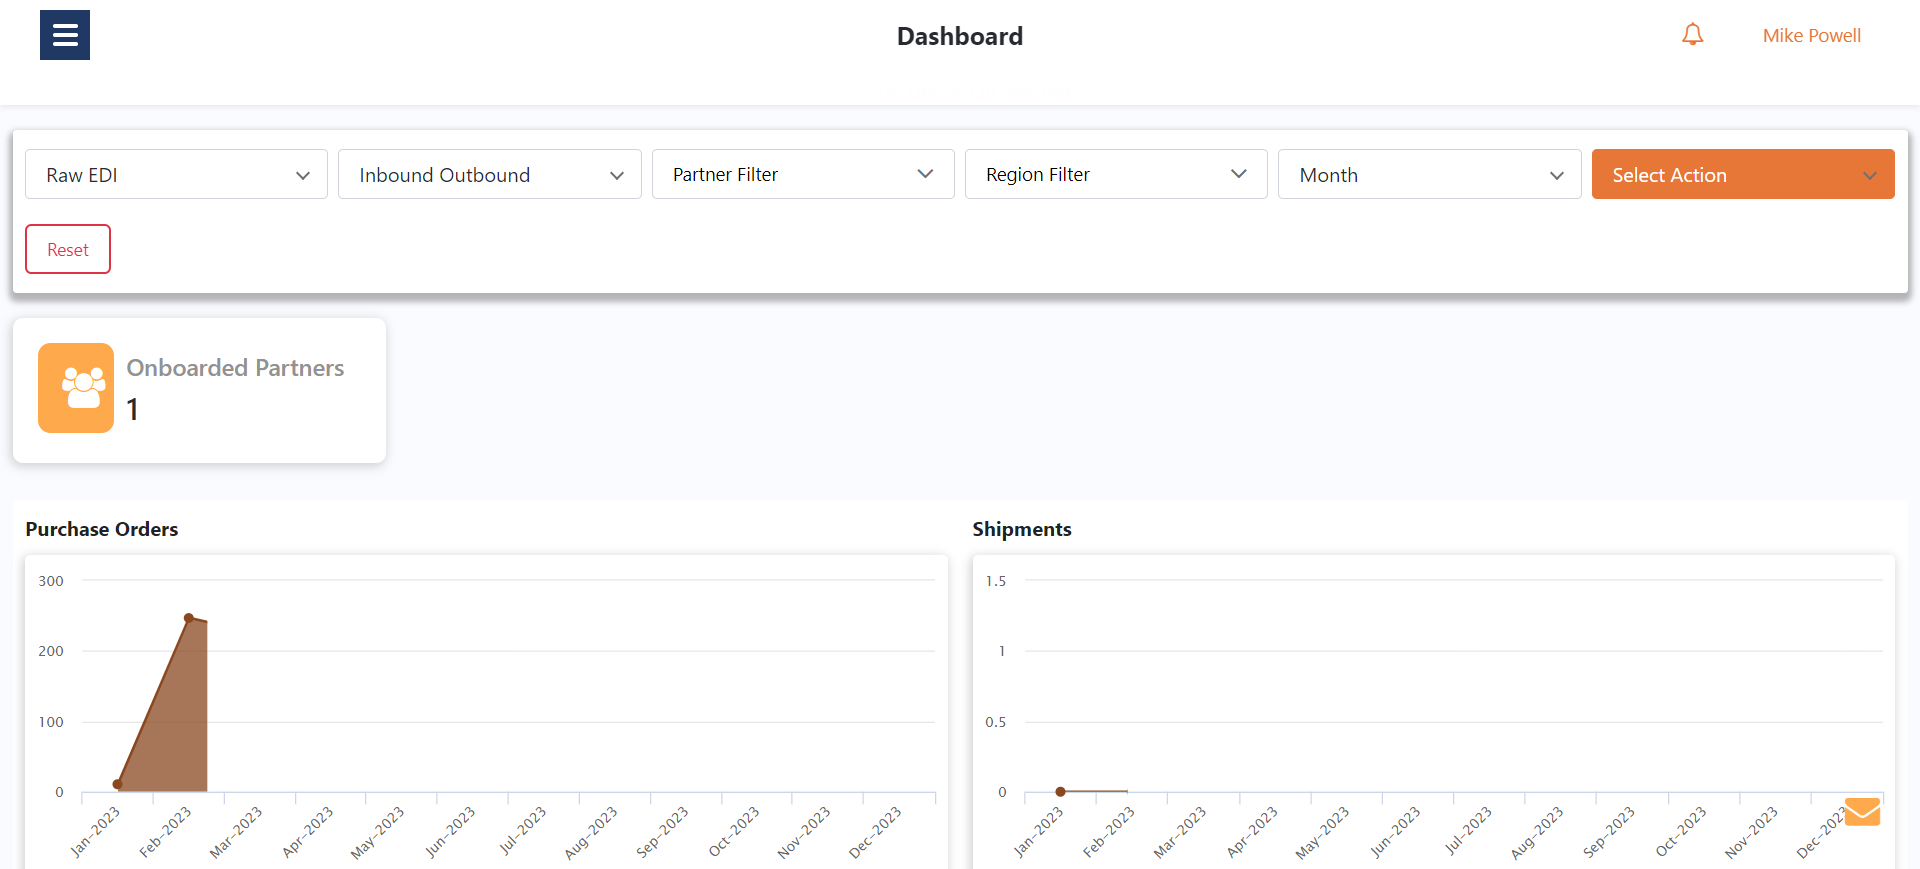 Dashboard
Mike Powell
Raw EDI
Inbound Outbound
Partner Filter
Region Filter
Month
Select Action
Reset
Onboarded Partners
1
Purchase Orders
300
200
100
0
Jan-2023
Feb-2023
Mar-2023
Apr-2023
May-2023
Jun-2023
Jul-2023
Aug-2023
Sep-2023
Oct-2023
Nov-2023
Dec-2023
Shipments
1.5
1
0.5
0
Jan-2023
Feb-2023
Mar-2023
Apr-2023
May-2023
Jun-2023
Jul-2023
Aug-2023
Sep-2023
Oct-2023
Nov-2023
Dec-2023